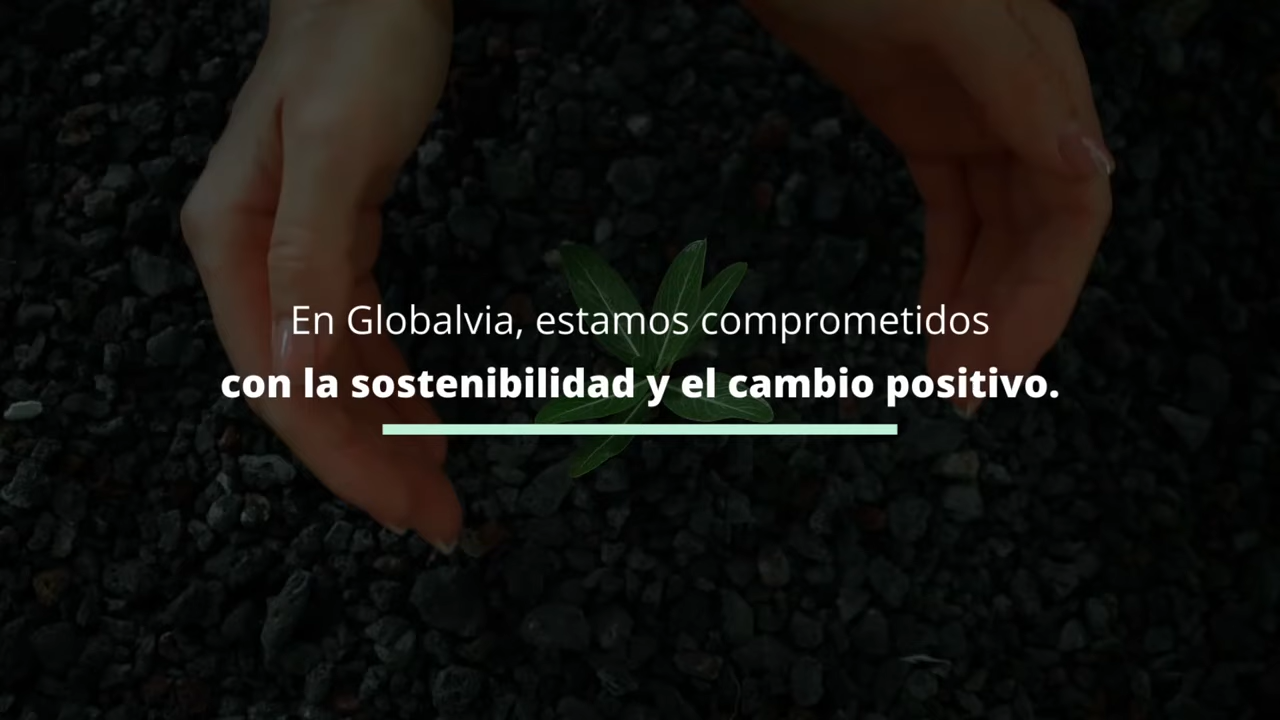 En Globalvia, estamos comprometidos
con la sostenibilidad y el cambio positivo.